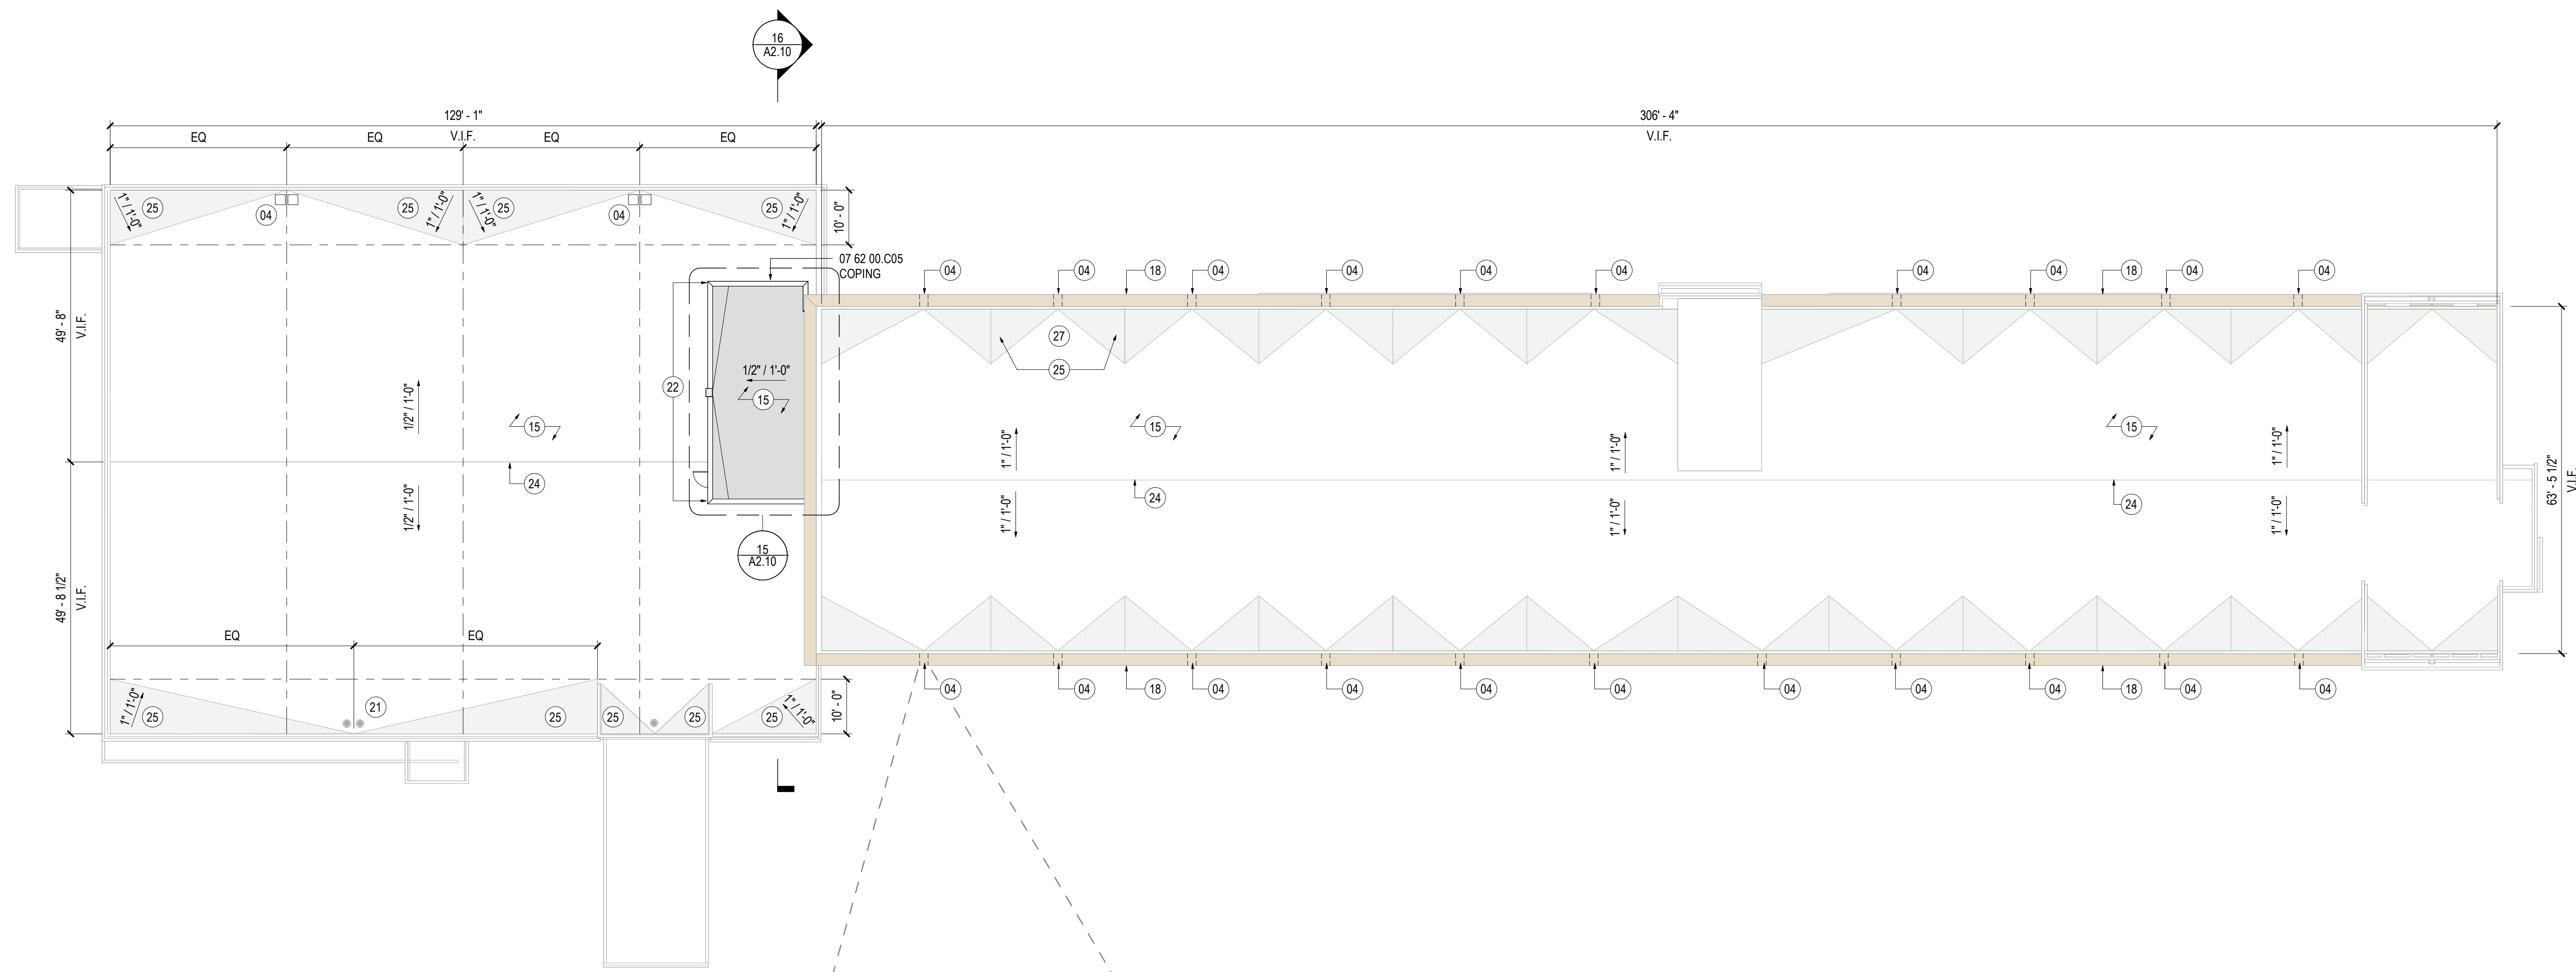 16
A2.10
129' - 1"
V.I.F.
306' - 4"
V.I.F.
EQ
EQ
EQ
EQ
1" / 1'-0"
25
04
25
1" / 1'-0"
1" / 1'-0"
25
04
25
1" / 1'-0"
10' - 0"
07 62 00.C05
COPING
04
04
18
04
04
04
04
04
04
18
04
04
49' - 8"
V.I.F.
27
25
22
1/2" / 1'-0"
15
1/2" / 1'-0"
15
1" / 1'-0"
15
1" / 1'-0"
15
1" / 1'-0"
24
1/2" / 1'-0"
24
1" / 1'-0"
1" / 1'-0"
24
1" / 1'-0"
63' - 5 1/2"
V.I.F.
15
A2.10
49' - 8 1/2"
V.I.F.
EQ
EQ
04
04
18
04
04
04
04
04
04
04
18
04
04
1" / 1'-0"
25
21
25
25
25
25
1" / 1'-0"
10' - 0"